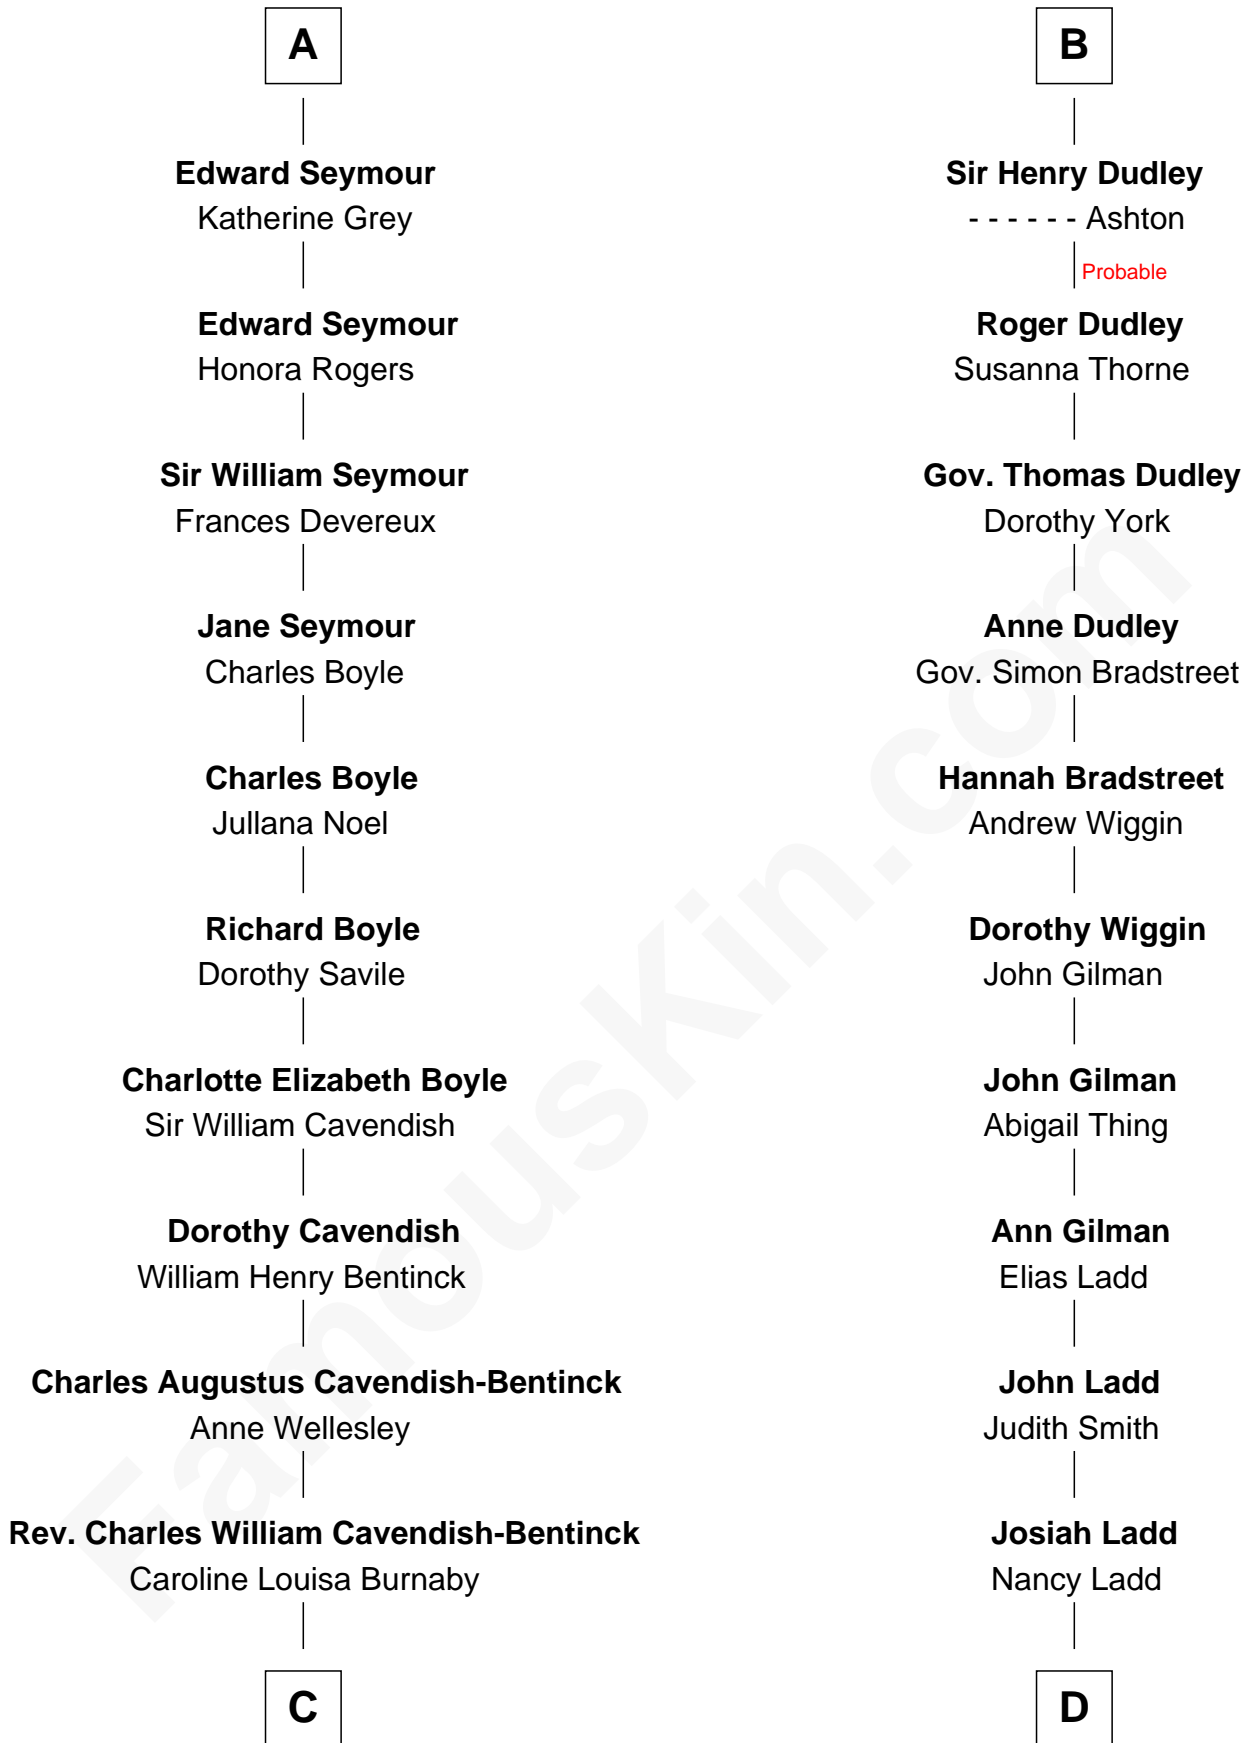 A
Edward Seymour
Katherine Grey
Edward Seymour
Honora Rogers
Sir William Seymour
Frances Devereux
Jane Seymour
Charles Boyle
Charles Boyle
Jullana Noel
Richard Boyle
Dorothy Savile
Charlotte Elizabeth Boyle
Sir William Cavendish
Dorothy Cavendish
William Henry Bentinck
Charles Augustus Cavendish-Bentinck
Anne Wellesley
Rev. Charles William Cavendish-Bentinck
Caroline Louisa Burnaby
C
B
Sir Henry Dudley
- - - - - - Ashton
Probable
Roger Dudley
Susanna Thorne
Gov. Thomas Dudley
Dorothy York
Anne Dudley
Gov. Simon Bradstreet
Hannah Bradstreet
Andrew Wiggin
Dorothy Wiggin
John Gilman
John Gilman
Abigail Thing
Ann Gilman
Elias Ladd
John Ladd
Judith Smith
Josiah Ladd
Nancy Ladd
D
FamousKin.com